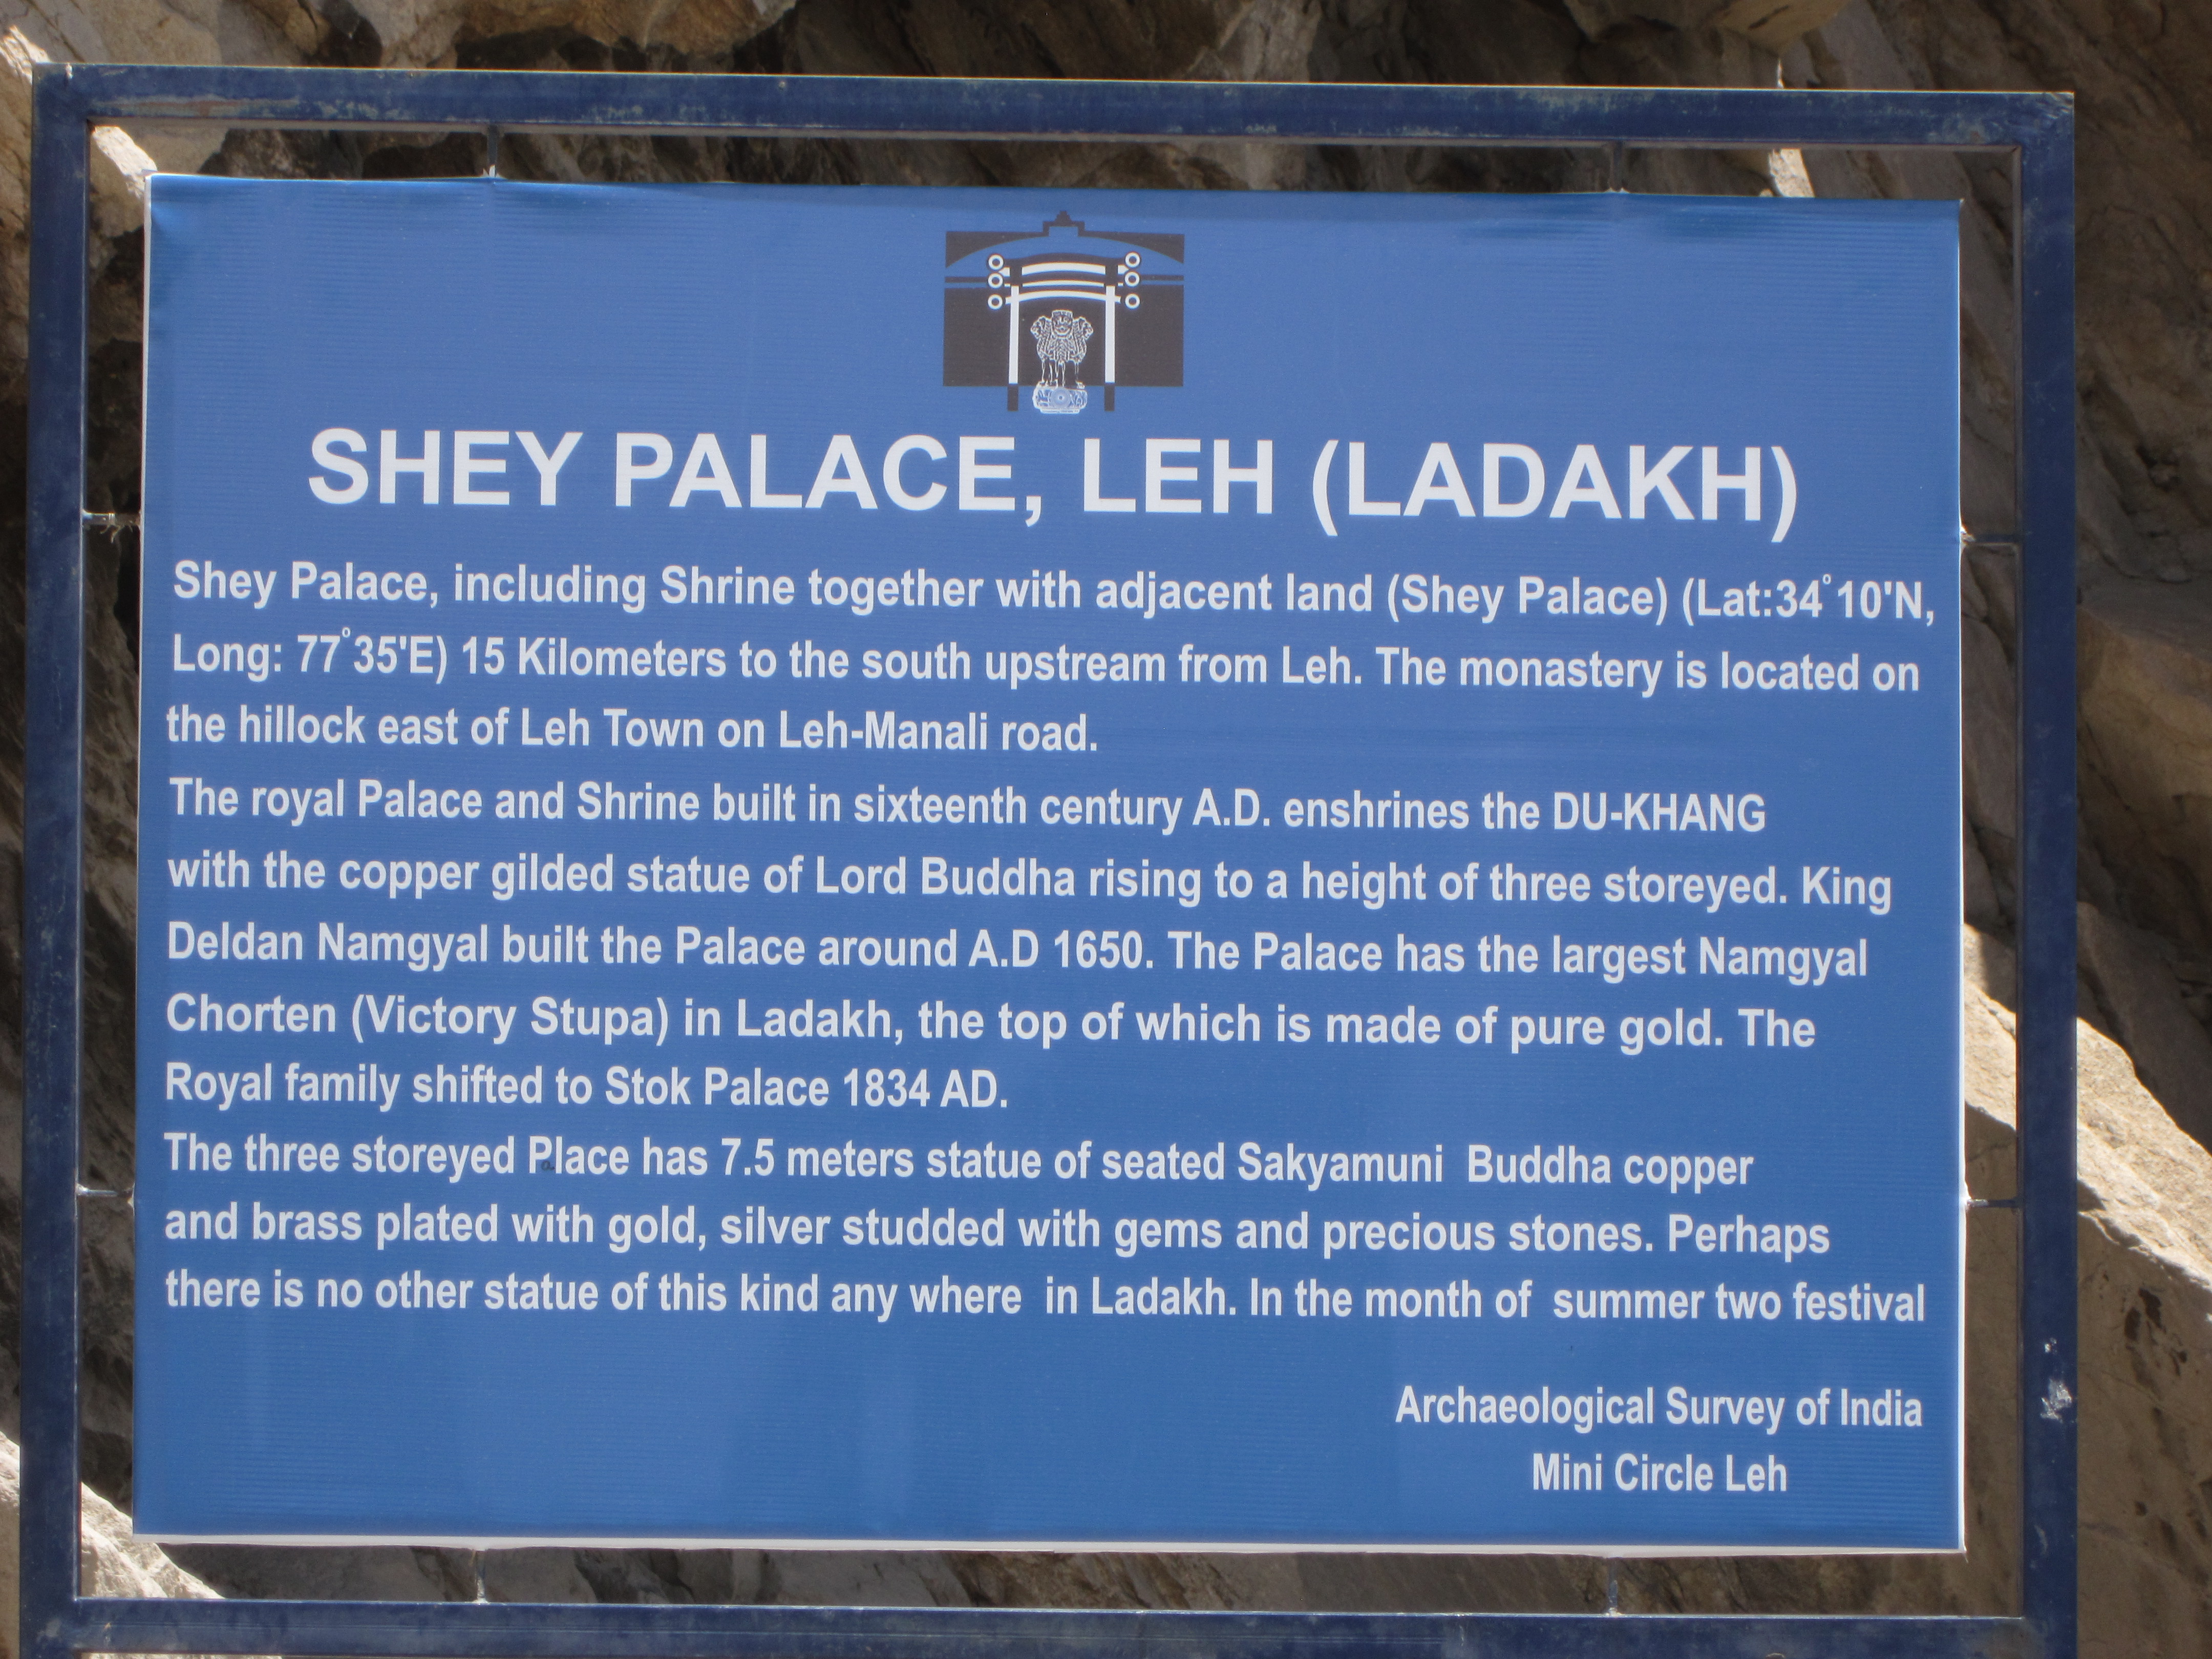 SHEY PALACE, LEH (LADAKH)
Shey Palace, including Shrine together with adjacent land (Shey Palace) (Lat:34°10'N,
Long: 77°35'E) 15 Kilometers to the south upstream from Leh. The monastery is located on
the hillock east of Leh Town on Leh-Manali road.
The royal Palace and Shrine built in sixteenth century A.D. enshrines the DU-KHANG
with the copper gilded statue of Lord Buddha rising to a height of three storeyed. King
Deldan Namgyal built the Palace around A.D 1650. The Palace has the largest Namgyal
Chorten (Victory Stupa) in Ladakh, the top of which is made of pure gold. The
Royal family shifted to Stok Palace 1834 AD.
The three storeyed Place has 7.5 meters statue of seated Sakyamuni  Buddha copper
and brass plated with gold, silver studded with gems and precious stones. Perhaps
there is no other statue of this kind any where  in Ladakh. In the month of  summer two festival
Archaeological Survey of India
Mini Circle Leh